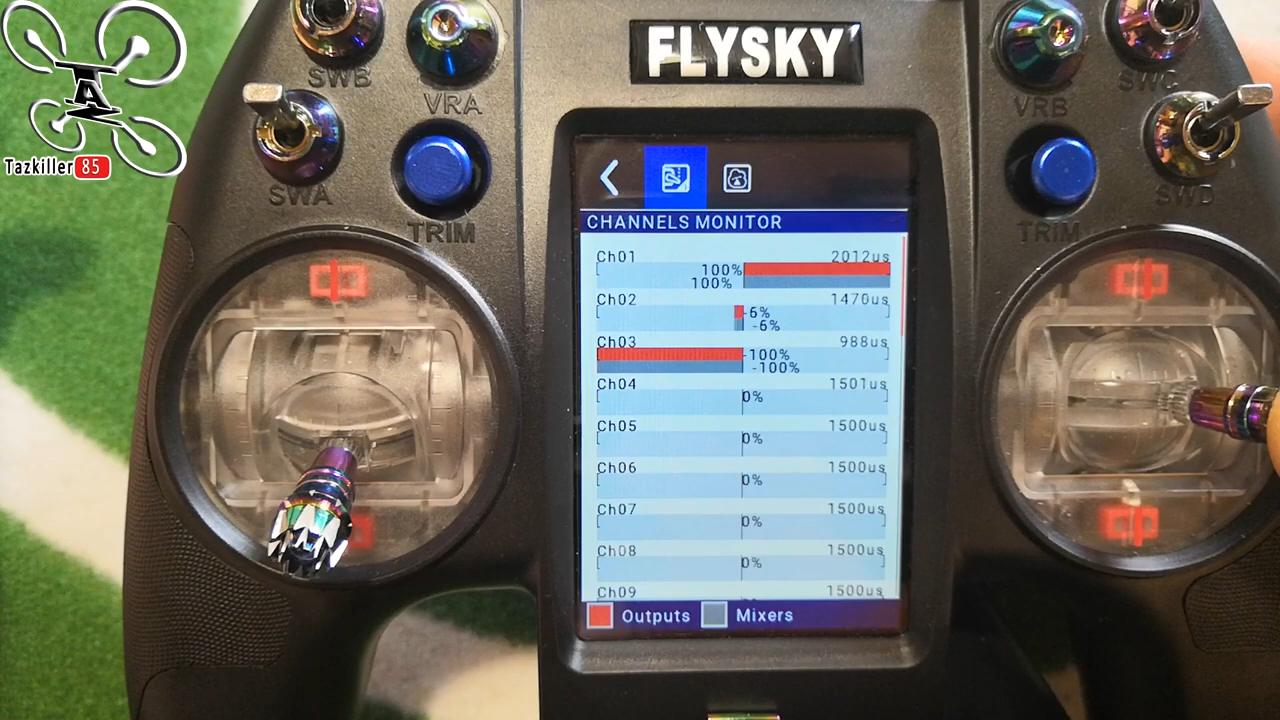 A
Tazkiller 85
SWB
VRA
SWA
TRIM
FLYSKY
VRB
SWC
SWD
TRIM
CHANNELS MONITOR
Ch01 2012us
100%
100%
Ch02 1470us
-6%
-6%
Ch03 988us
-100%
-100%
Ch04 1501us
0%
Ch05 1500us
0%
Ch06 1500us
0%
Ch07 1500us
0%
Ch08 1500us
0%
Ch09 1500us
Outputs Mixers